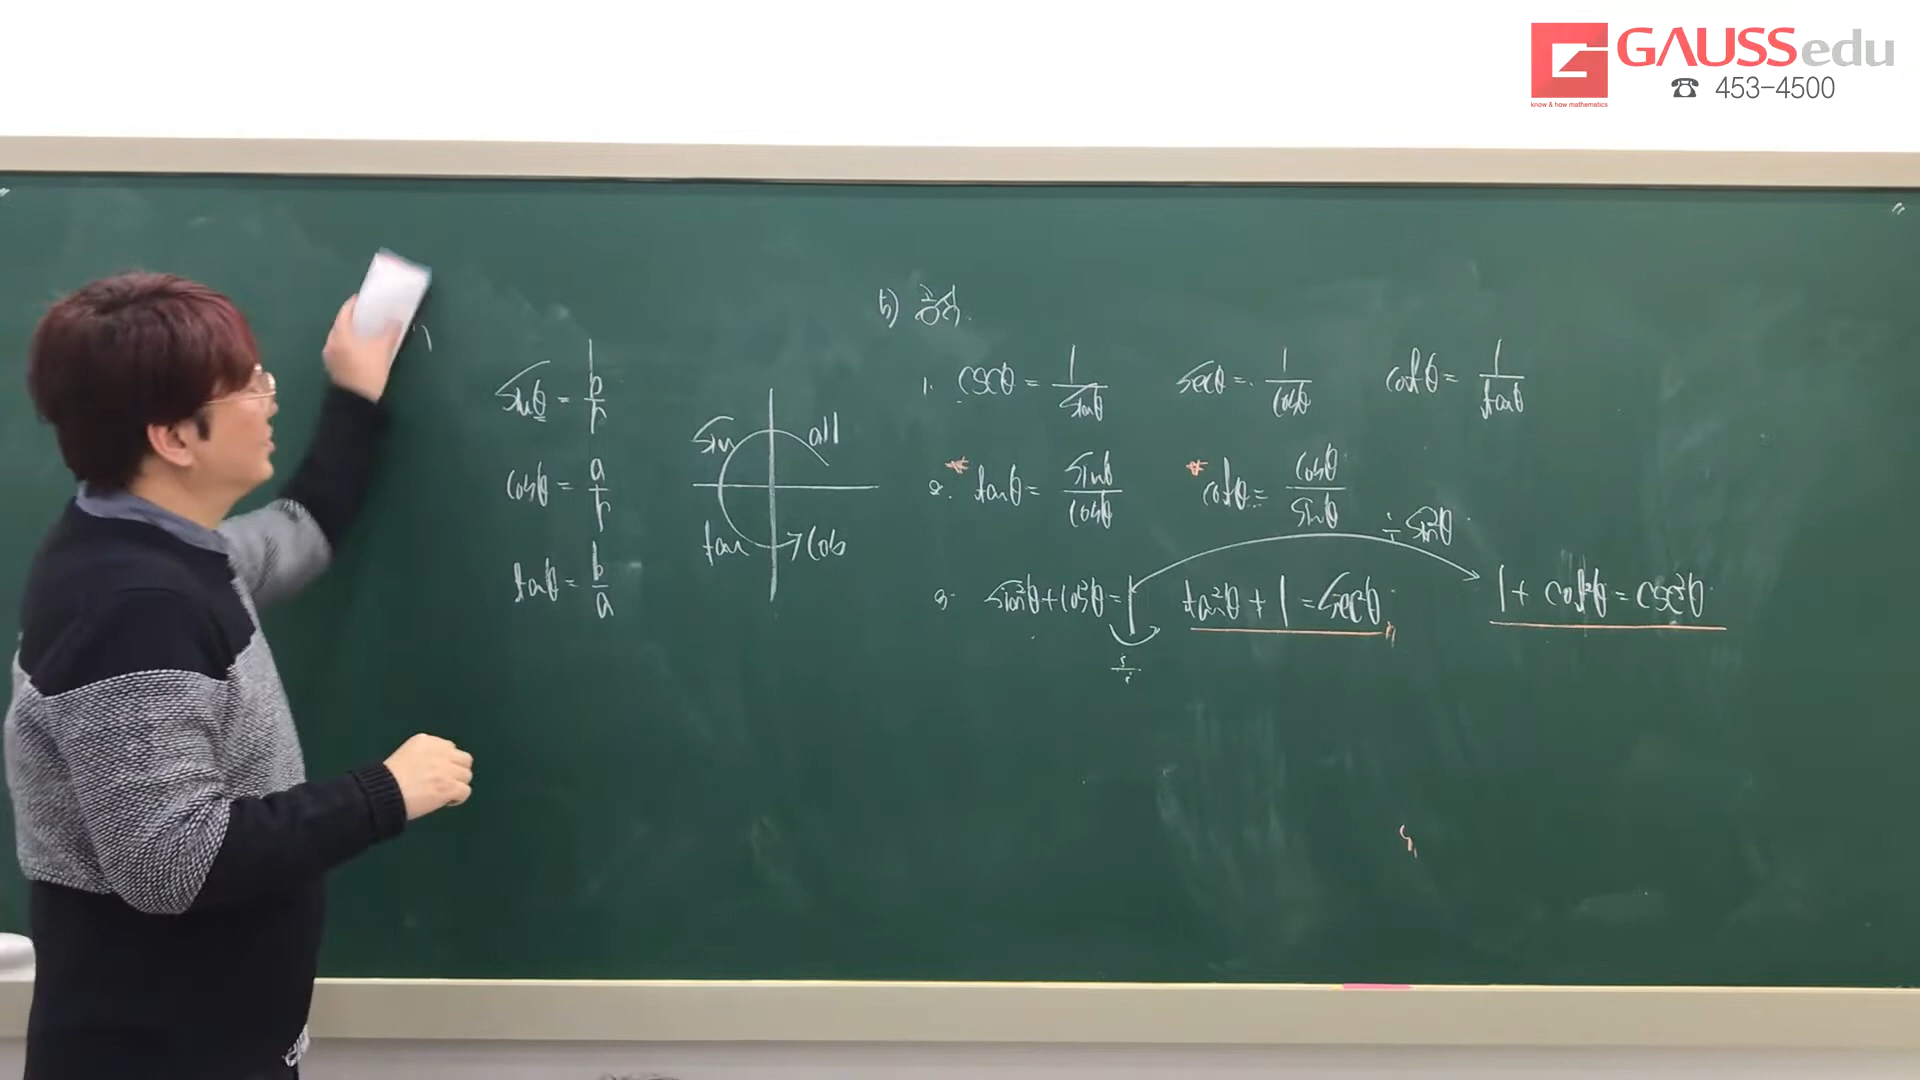 GAUSSedu
know & how mathematics
☎ 453-4500
sinθ = b/r
cosθ = a/r
tanθ = b/a
sin all
tan cos
5) 공식.
1. cscθ = 1/sinθ secθ = 1/cosθ cotθ = 1/tanθ
2. tanθ = sinθ/cosθ cotθ = cosθ/sinθ
÷ sin²θ
3. sin²θ + cos²θ = 1 tan²θ + 1 = sec²θ 1 + cot²θ = csc²θ